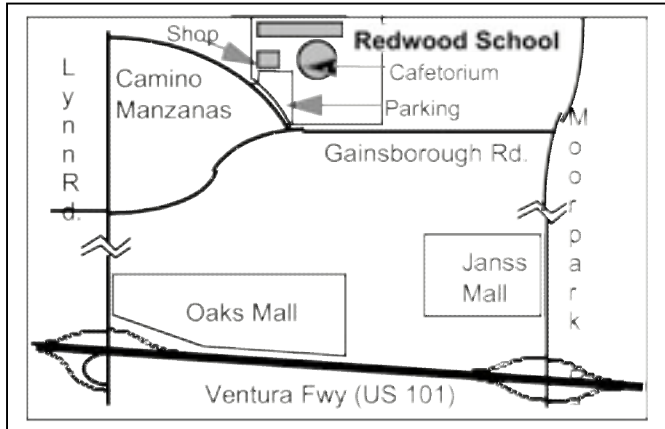 Shop
Redwood School
Cafetorium
Camino
Manzanas
Parking
Lynn
Rd.
Gainsborough Rd.
Moorpark
Janss
Mall
Oaks Mall
Ventura Fwy (US 101)